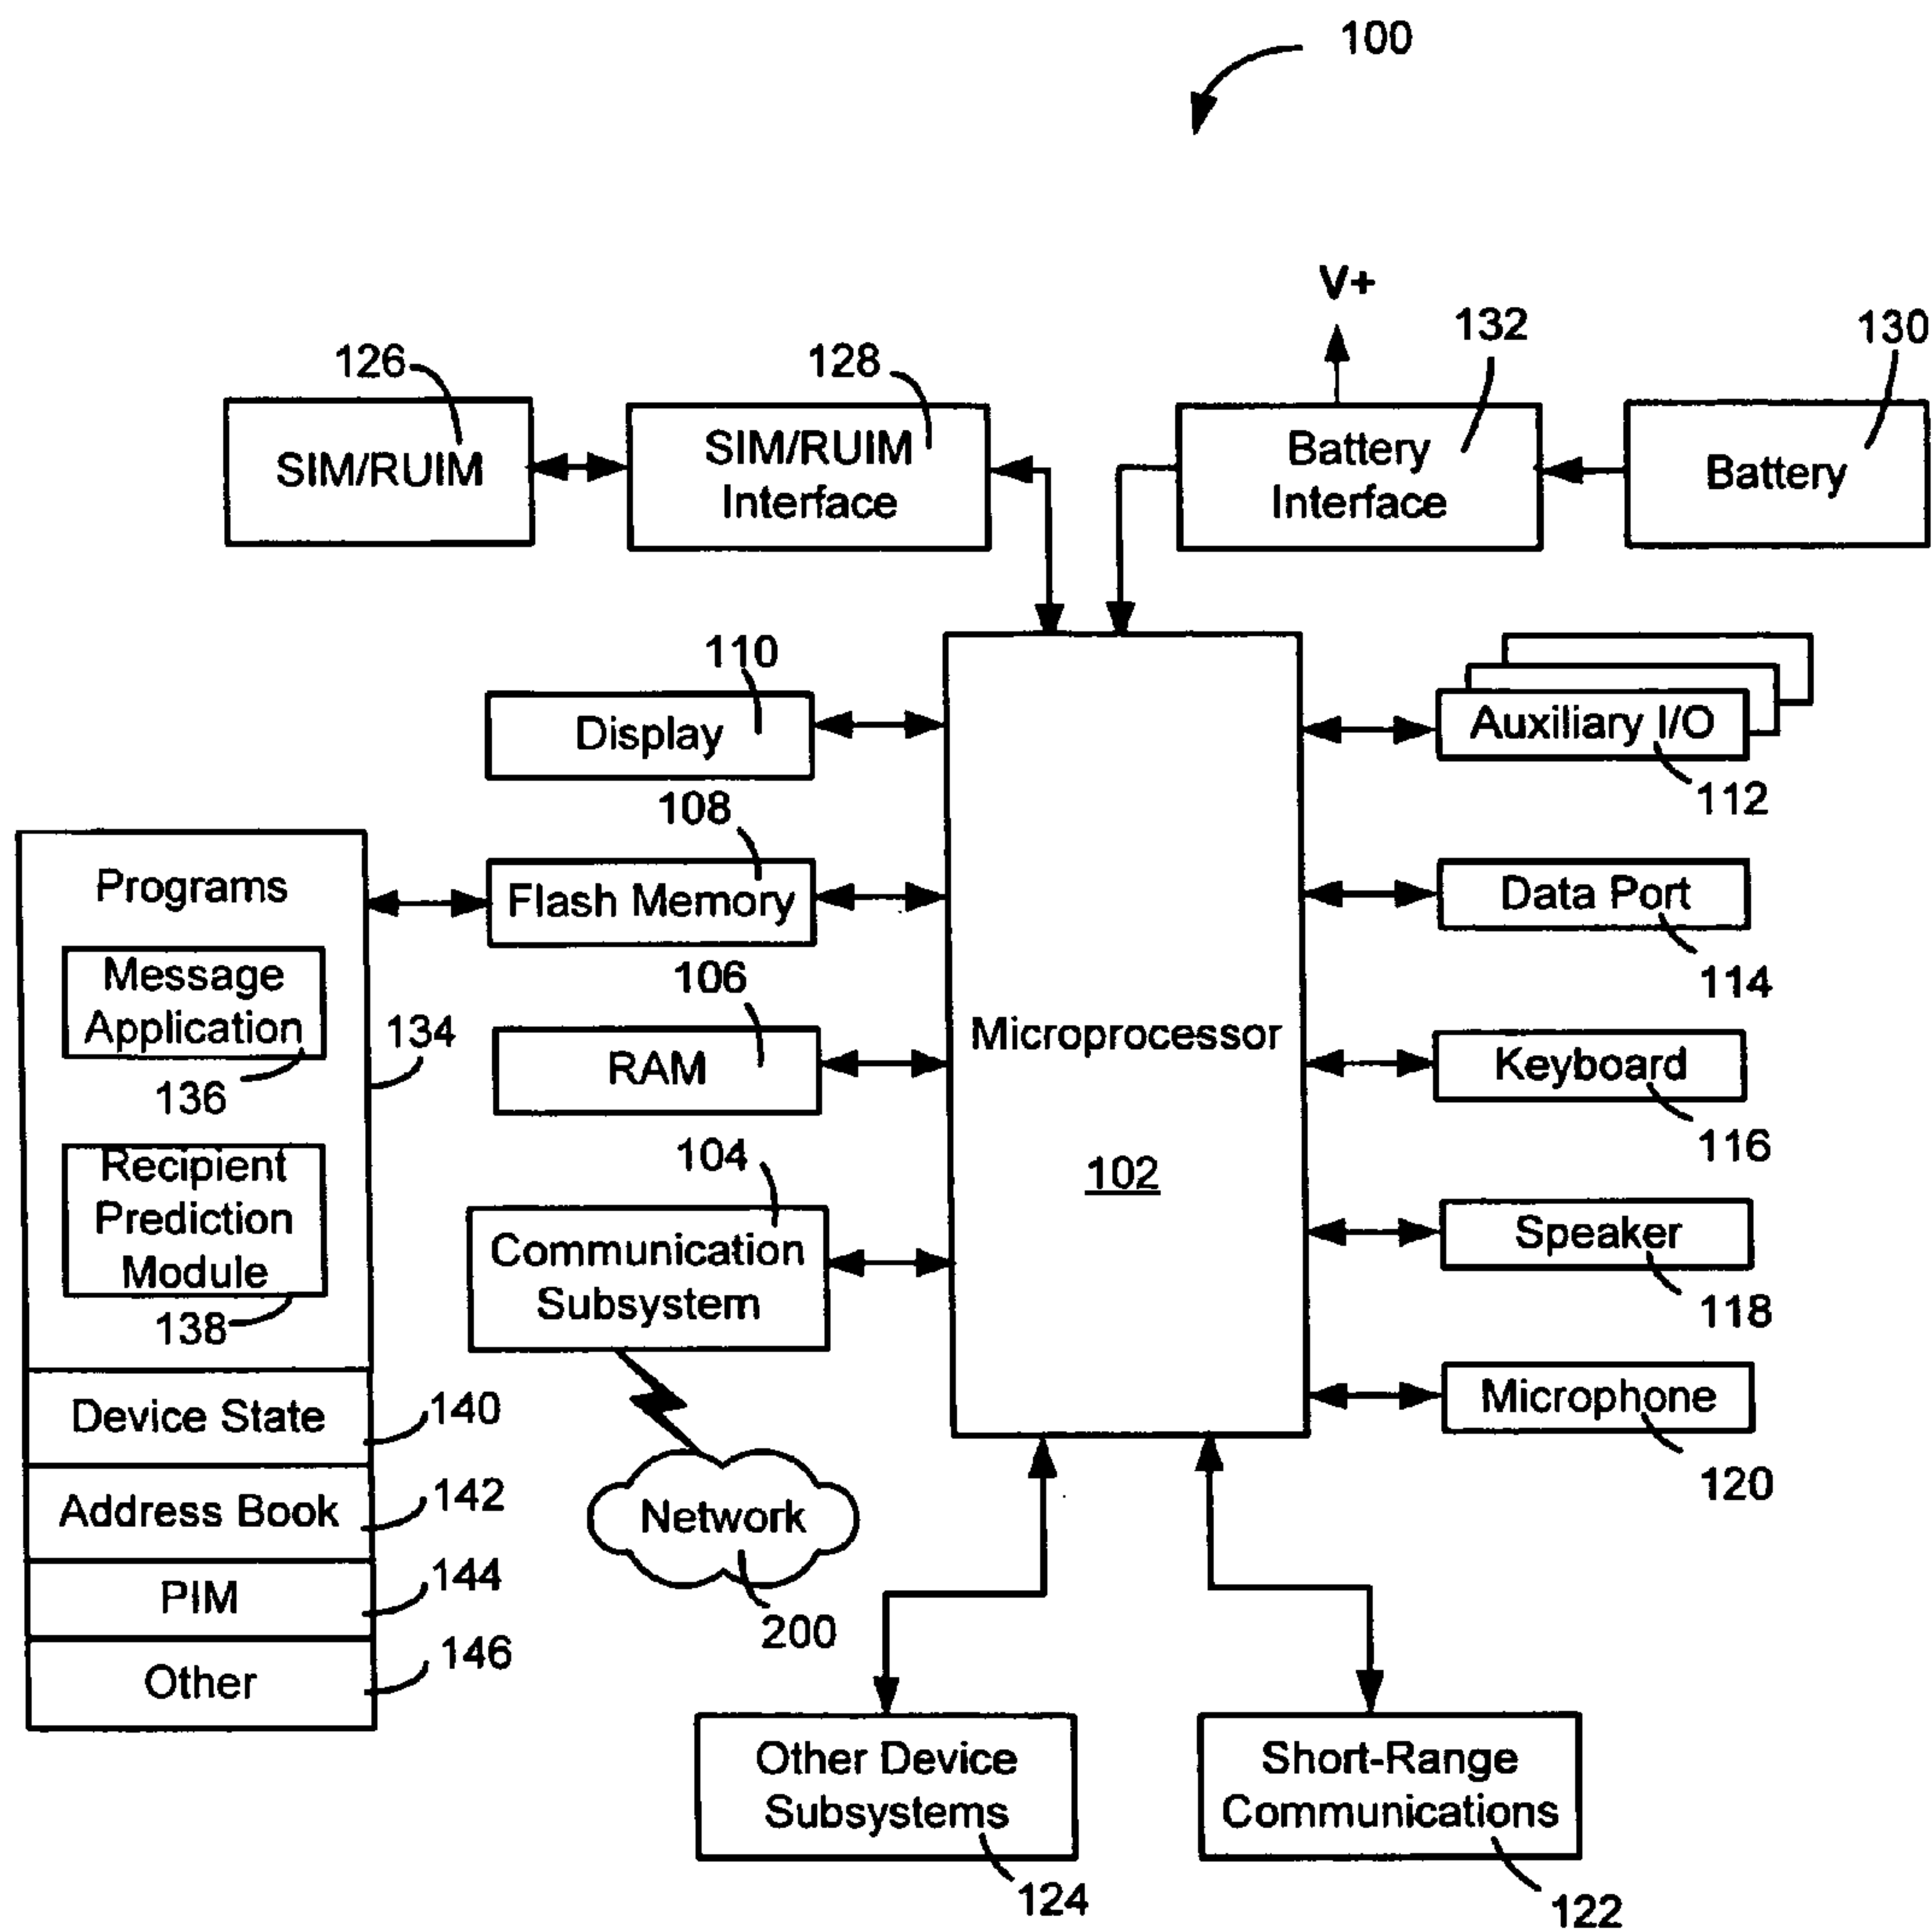 100
V+
126
128
132
130
SIM/RUIM
SIM/RUIM
Interface
Battery
Interface
Battery
110
Display
Auxiliary I/O
112
108
Programs
Flash Memory
Data Port
114
Message
Application
136
134
106
RAM
Microprocessor
102
Keyboard
116
Recipient
Prediction
Module
138
104
Communication
Subsystem
Speaker
118
Device State
140
Microphone
120
Address Book
142
Network
200
PIM
144
Other
146
Other Device
Subsystems
124
Short-Range
Communications
122